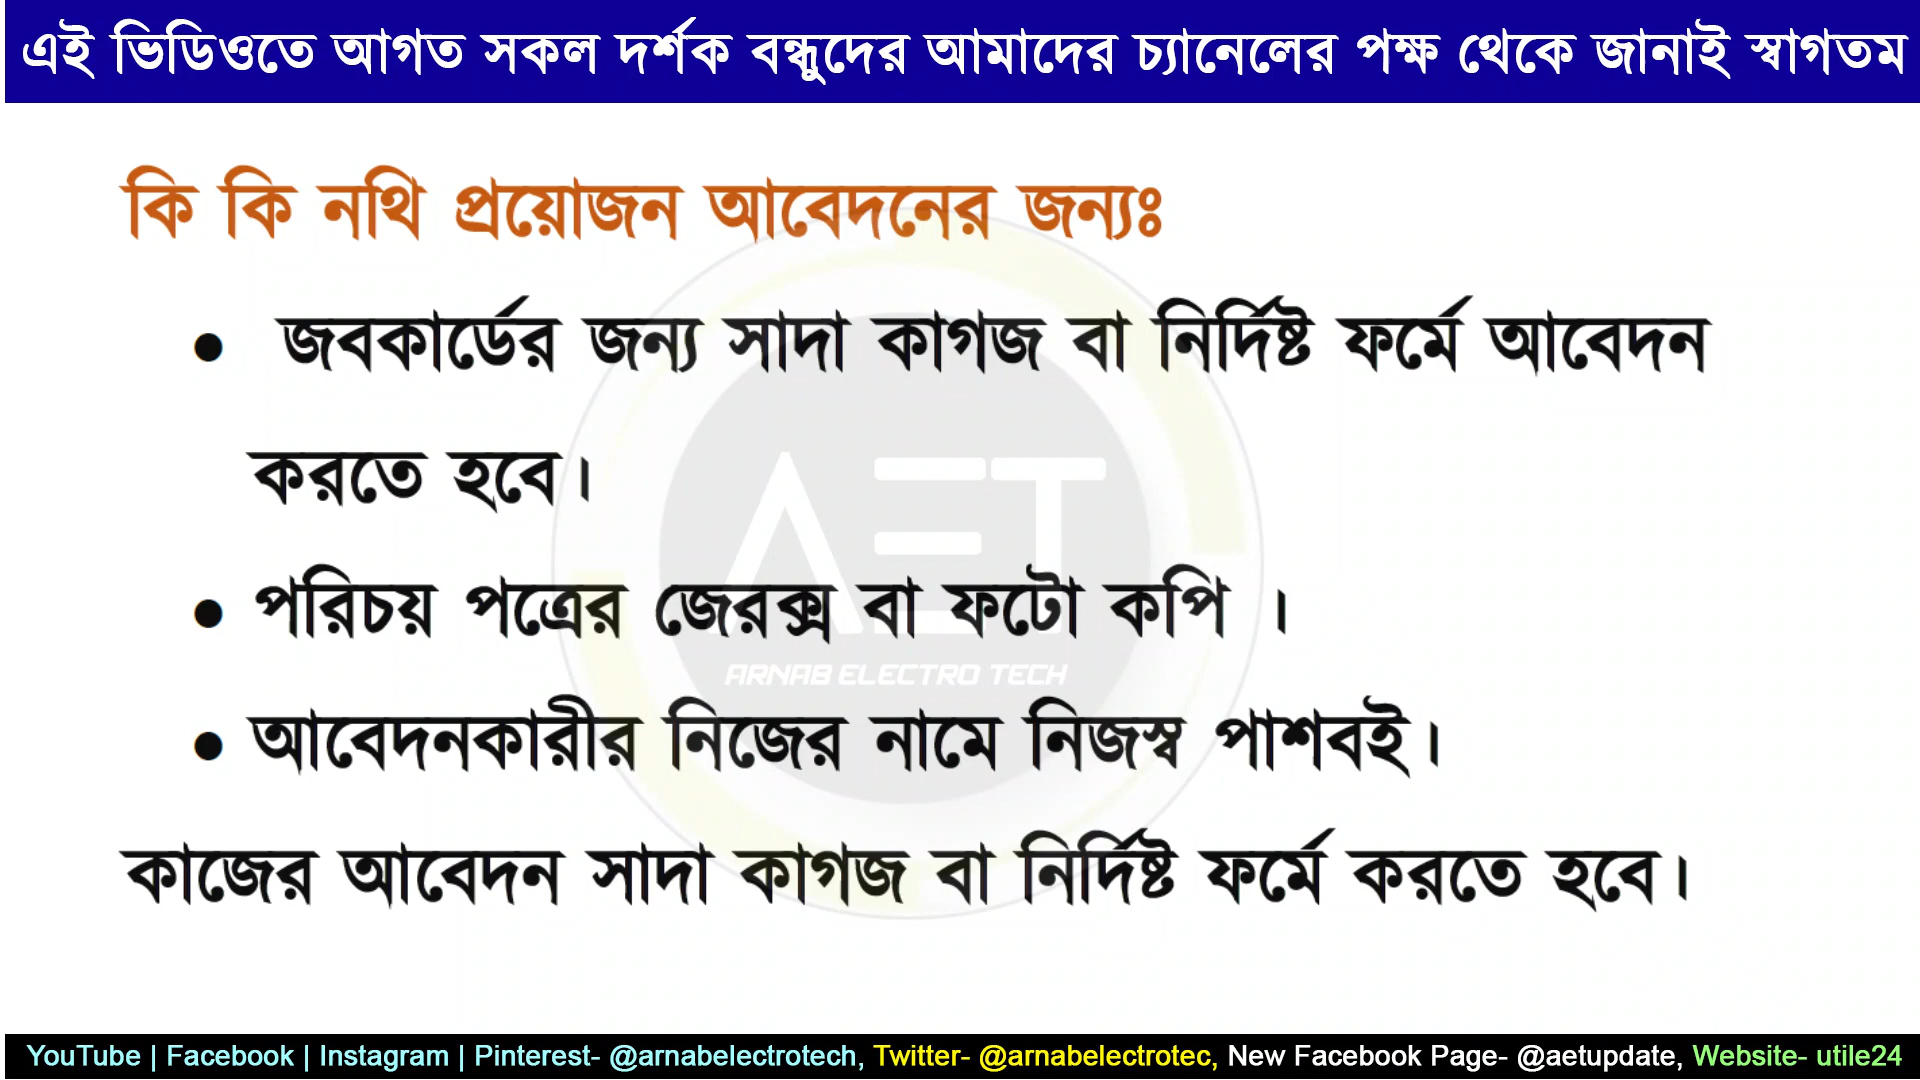 এই ভিডিওতে আগত সকল দর্শক বন্ধুদের আমাদের চ্যানেলের পক্ষ থেকে জানাই স্বাগতম
কি কি নথি প্রয়োজন আবেদনের জন্যঃ
• জবকার্ডের জন্য সাদা কাগজ বা নির্দিষ্ট ফর্মে আবেদন
করতে হবে।
• পরিচয় পত্রের জেরক্স বা ফটো কপি ।
AET
ARNAB ELECTRO TECH
• আবেদনকারীর নিজের নামে নিজস্ব পাশবই।
কাজের আবেদন সাদা কাগজ বা নির্দিষ্ট ফর্মে করতে হবে।
YouTube | Facebook | Instagram | Pinterest- @arnabelectrotech, Twitter- @arnabelectrotec, New Facebook Page- @aetupdate, Website- utile24